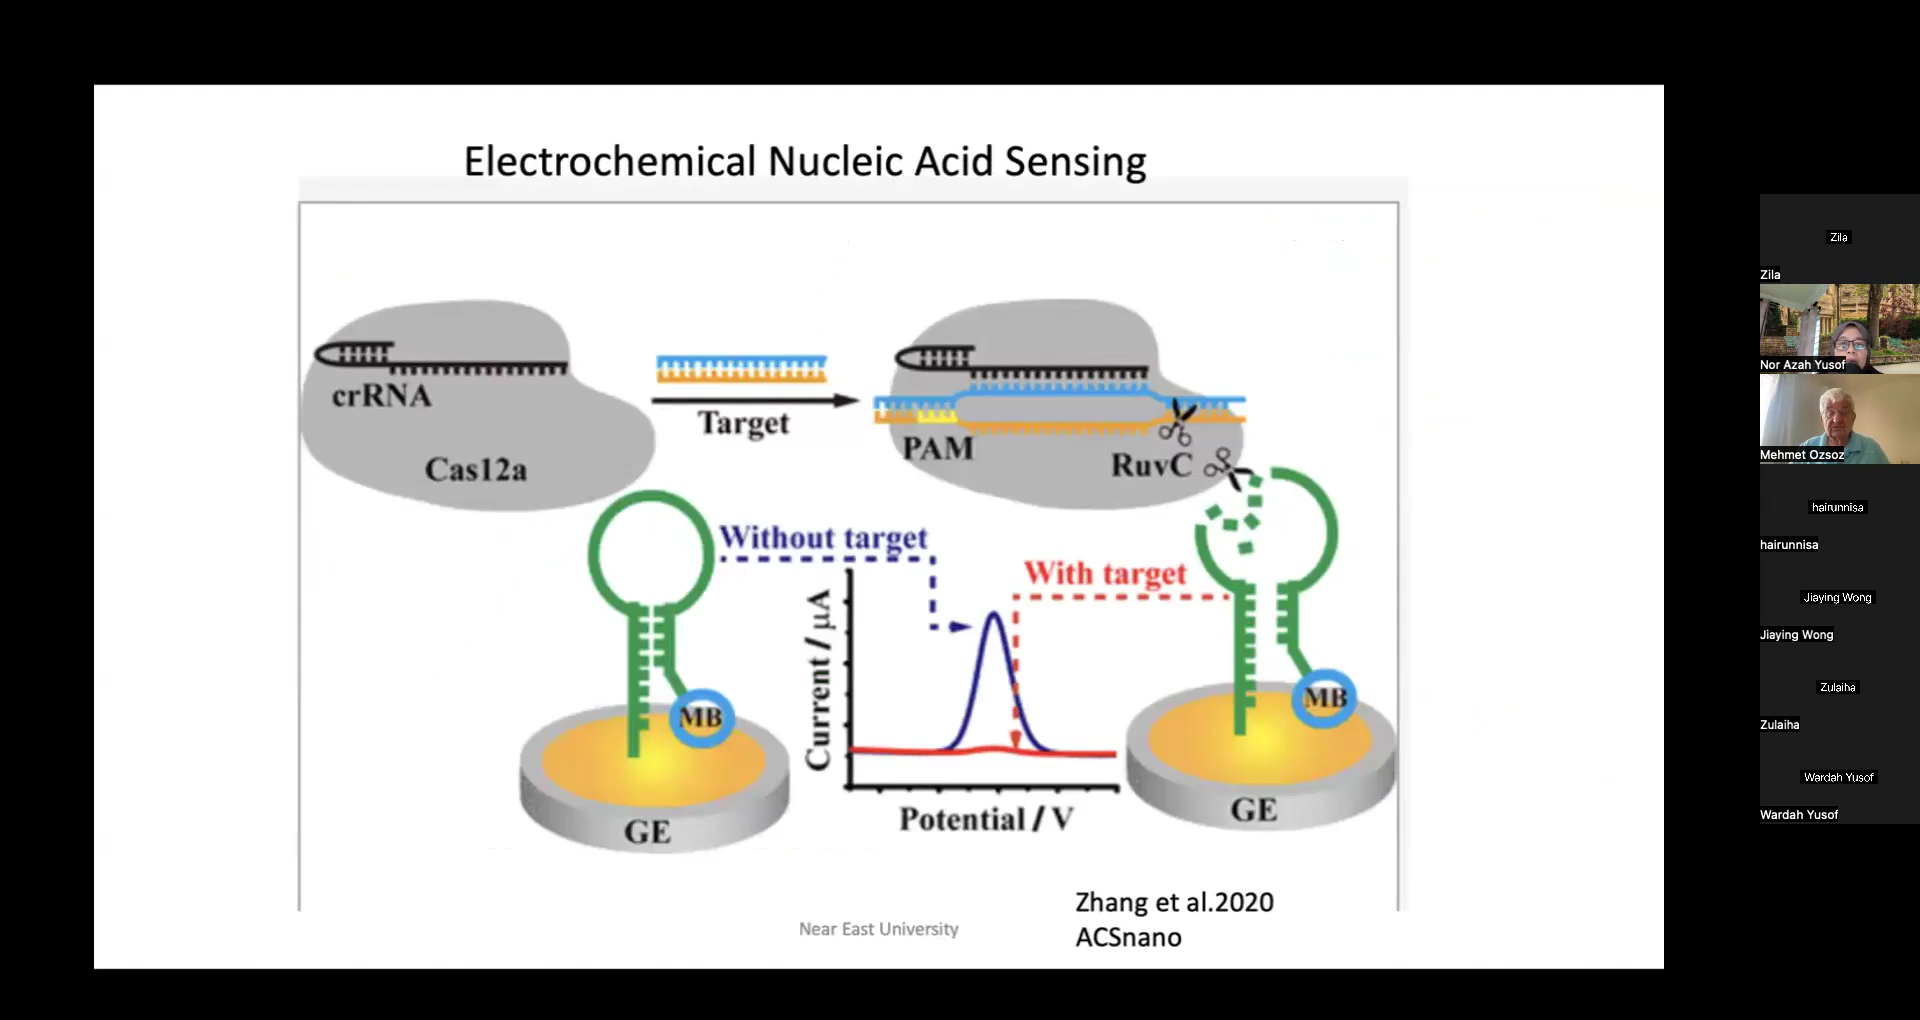 Electrochemical Nucleic Acid Sensing
crRNA
Cas12a
Target
PAM
RuvC
Without target
With target
MB
MB
Current / µA
Potential / V
GE
GE
Zhang et al.2020
ACSnano
Near East University
Zila
Zila
Nor Azah Yusof
Mehmet Ozsoz
hairunnisa
hairunnisa
Jiaying Wong
Jiaying Wong
Zulaiha
Zulaiha
Wardah Yusof
Wardah Yusof